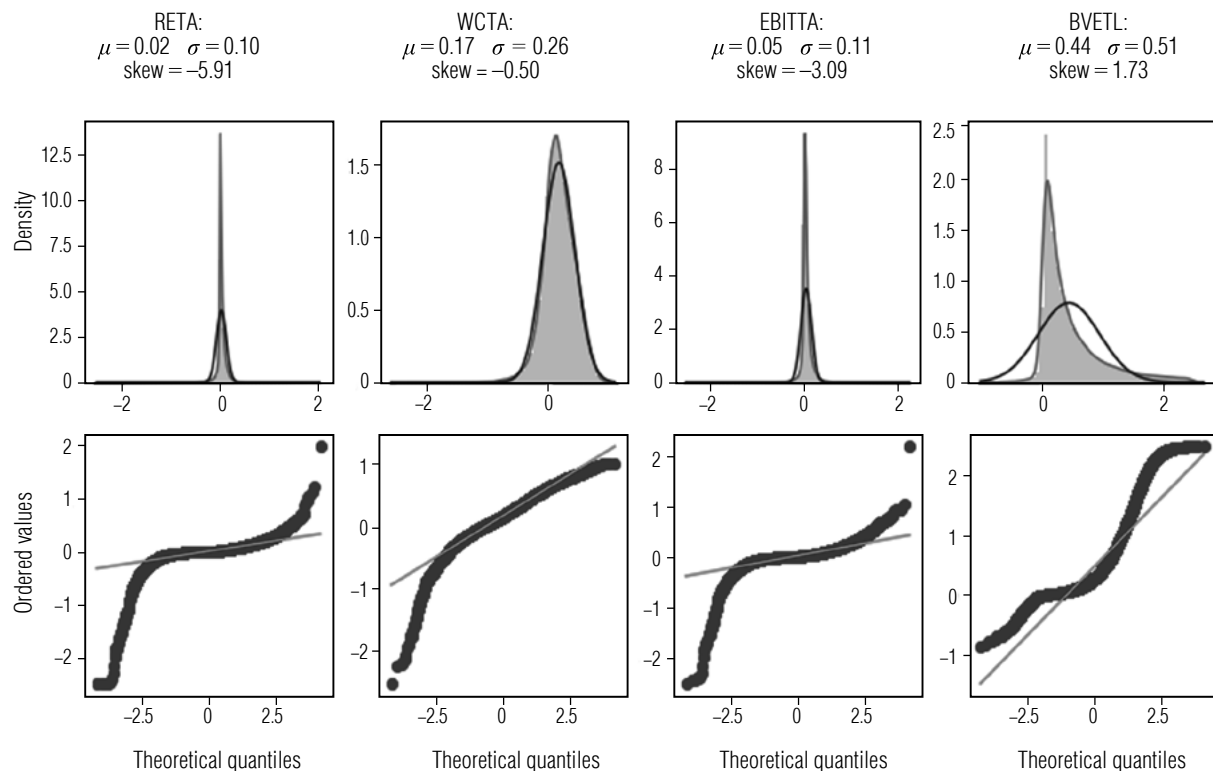 RETA:
μ = 0.02 σ = 0.10
skew = –5.91
WCTA:
μ = 0.17 σ = 0.26
skew = –0.50
EBITTA:
μ = 0.05 σ = 0.11
skew = –3.09
BVETL:
μ = 0.44 σ = 0.51
skew = 1.73
Density
12.5
10.0
7.5
5.0
2.5
0
–2 0 2
1.5
1.0
0.5
0
–2 0
8
6
4
2
0
–2 0 2
2.5
2.0
1.5
1.0
0.5
0
0 2
Ordered values
2
1
0
–1
–2
–2.5 0 2.5
Theoretical quantiles
1
0
–1
–2
–2.5 0 2.5
Theoretical quantiles
2
1
0
–1
–2
–2.5 0 2.5
Theoretical quantiles
2
1
0
–1
–2.5 0 2.5
Theoretical quantiles